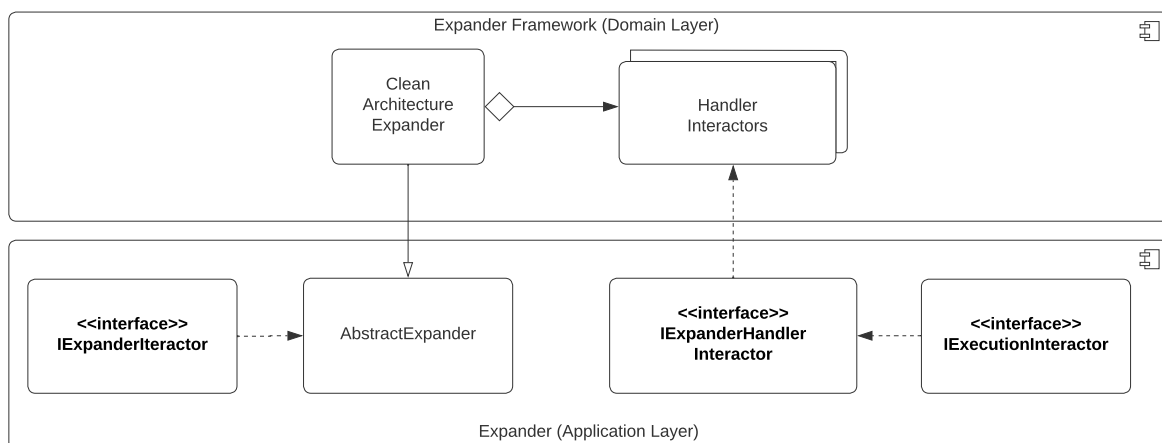 Expander Framework (Domain Layer)
Clean
Architecture
Expander
Handler
Interactors
<<interface>>
IExpanderIteractor
AbstractExpander
<<interface>>
IExpanderHandler
Interactor
<<interface>>
IExecutionInteractor
Expander (Application Layer)